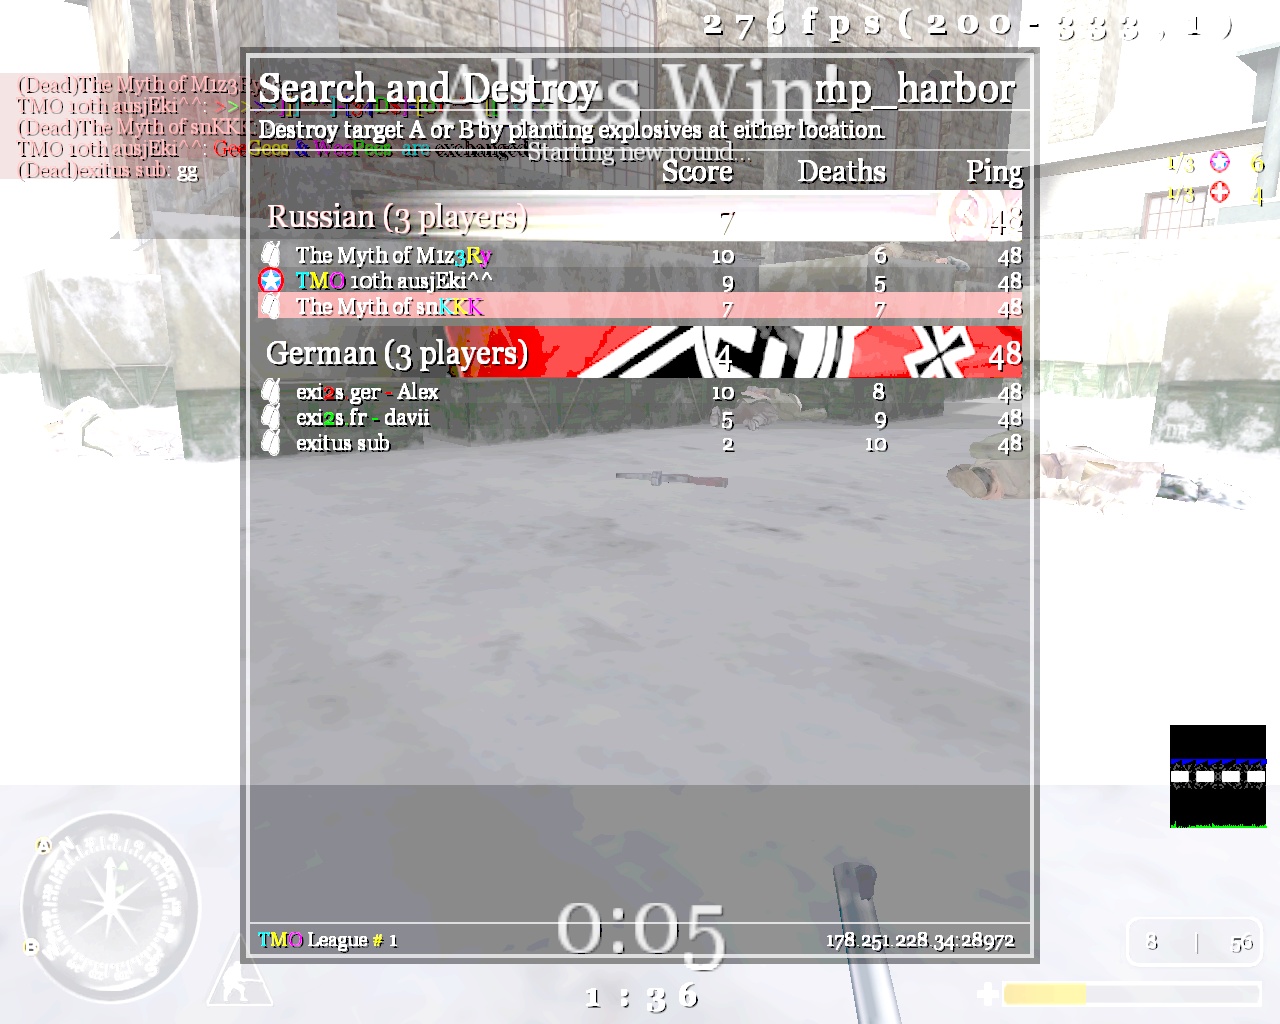 276fps(200-333,1)
Allies Win!
Search and Destroy
mp_harbor
(Dead)The Myth of M1z3Ry
TMO 10th ausjEki^^:
Destroy target A or B by planting explosives at either location.
(Dead)The Myth of snKK
TMO 10th ausjEki^^: GeeGees & WeePees are exchanged
Starting new round...
(Dead)exitus sub: gg
1/3 6
1/3 4
Score Deaths Ping
Russian (3 players) 7 48
The Myth of M1z3Ry 10 6 48
TMO 10th ausjEki^^ 9 5 48
The Myth of snKKK 7 7 48
German (3 players) 4 48
exi2s ger - Alex 10 8 48
exi2s fr - davii 5 9 48
exitus sub 2 10 48
A
B
0:05
TMO League # 1
178.251.228.34:28972
8 | 56
1:36